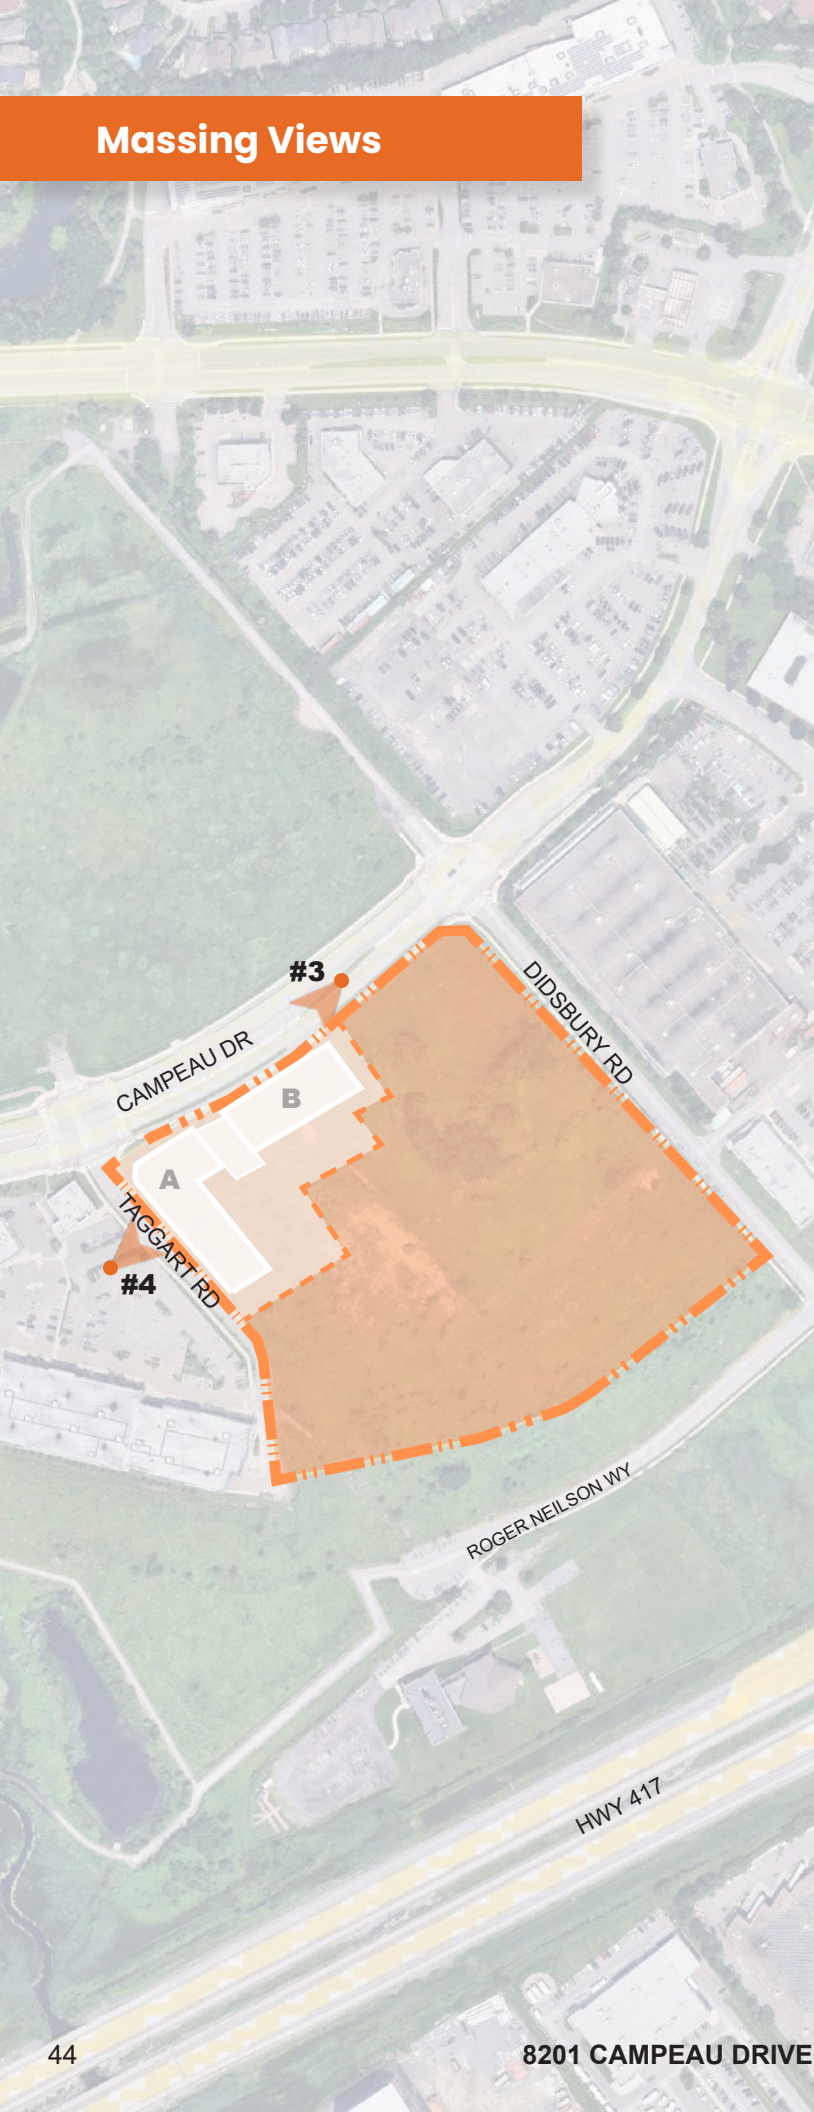 Massing Views
#3
DIDSBURY RD
CAMPEAU DR
B
A
TAGGART RD
#4
ROGER NEILSON WY
HWY 417
44
8201 CAMPEAU DRIVE